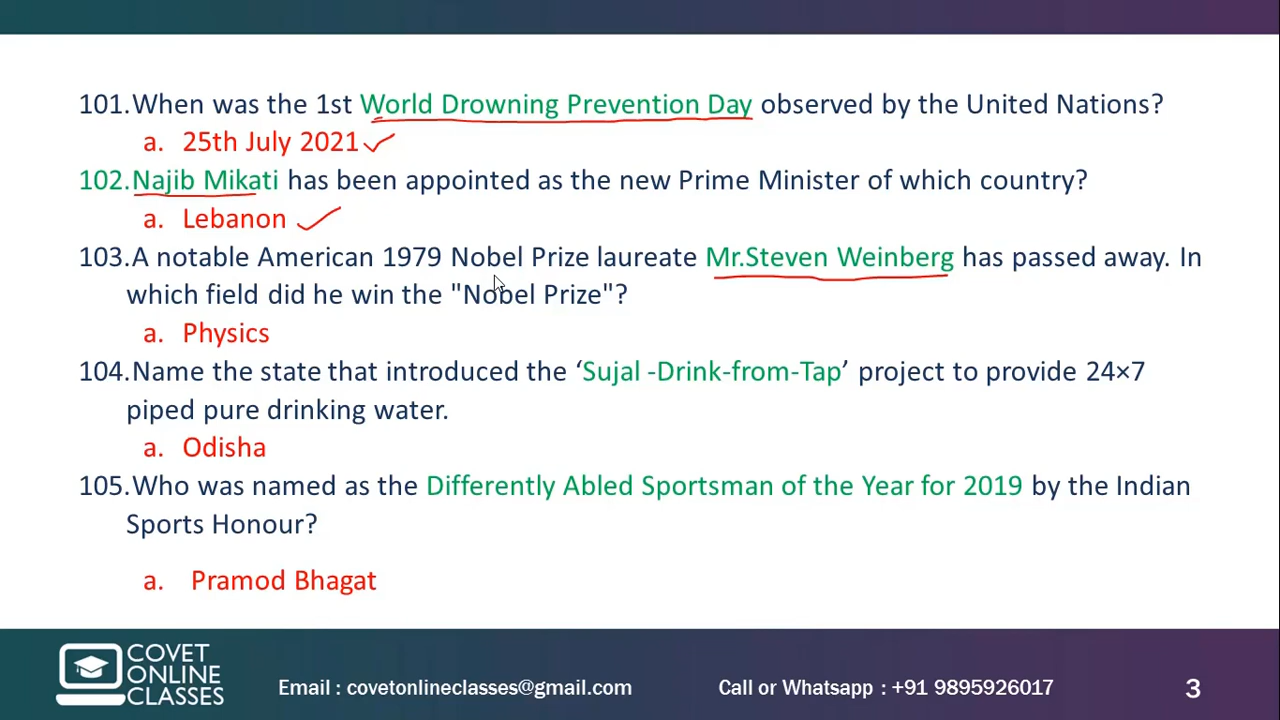 101.When was the 1st World Drowning Prevention Day observed by the United Nations?
a. 25th July 2021
102.Najib Mikati has been appointed as the new Prime Minister of which country?
a. Lebanon
103.A notable American 1979 Nobel Prize laureate Mr.Steven Weinberg has passed away. In
which field did he win the "Nobel Prize"?
a. Physics
104.Name the state that introduced the ‘Sujal -Drink-from-Tap’ project to provide 24×7
piped pure drinking water.
a. Odisha
105.Who was named as the Differently Abled Sportsman of the Year for 2019 by the Indian
Sports Honour?
a. Pramod Bhagat
COVET
ONLINE
CLASSES
Email : covetonlineclasses@gmail.com
Call or Whatsapp : +91 9895926017
3